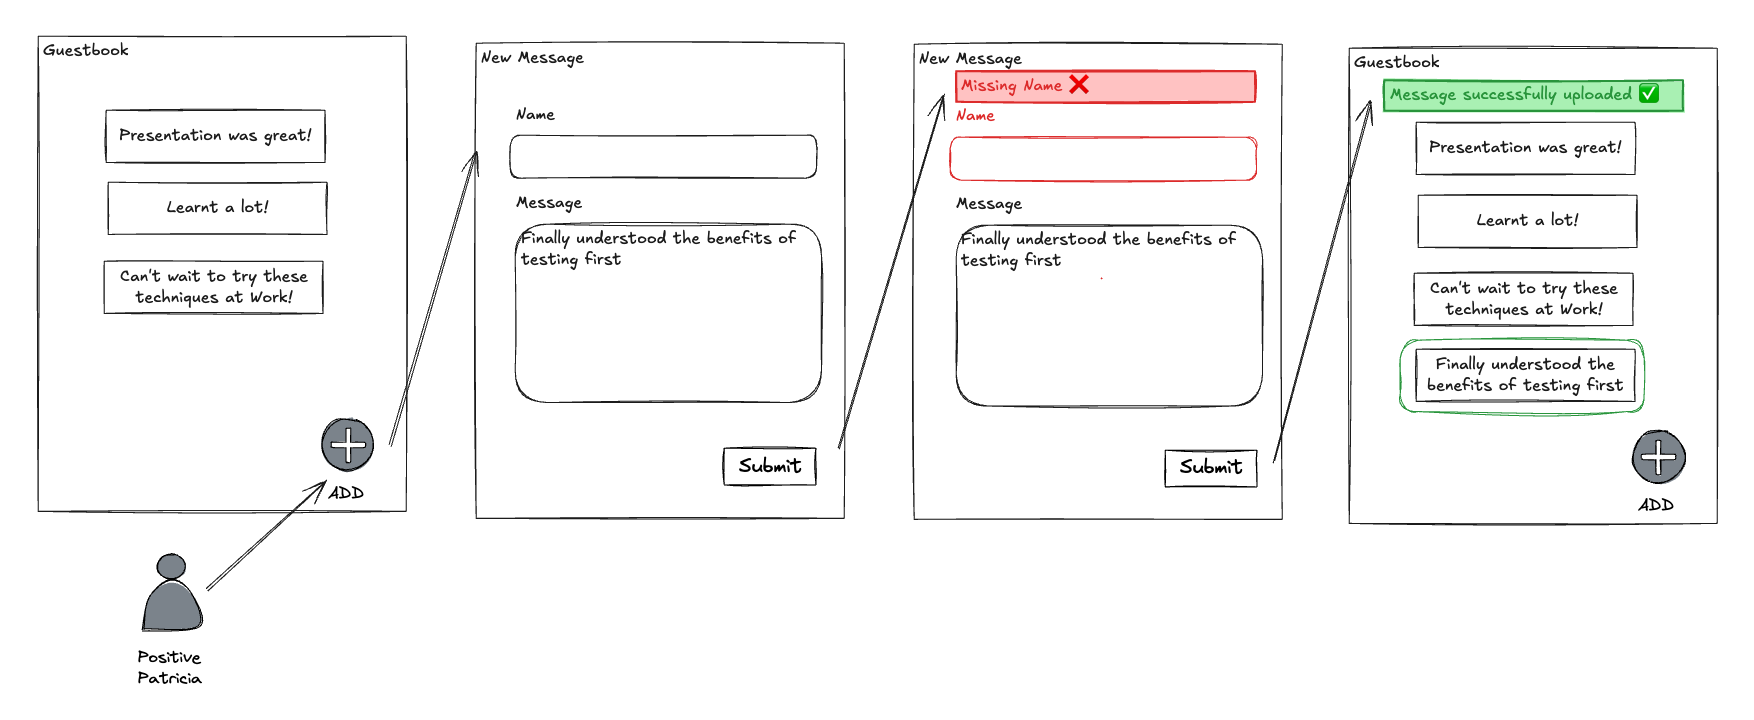 Guestbook
Presentation was great!
Learnt a lot!
Can't wait to try these
techniques at Work!
ADD
Positive
Patricia
New Message
Name
Message
Finally understood the benefits of
testing first
Submit
New Message
Missing Name ❌
Name
Message
Finally understood the benefits of
testing first
Submit
Guestbook
Message successfully uploaded ✅
Presentation was great!
Learnt a lot!
Can't wait to try these
techniques at Work!
Finally understood the
benefits of testing first
ADD